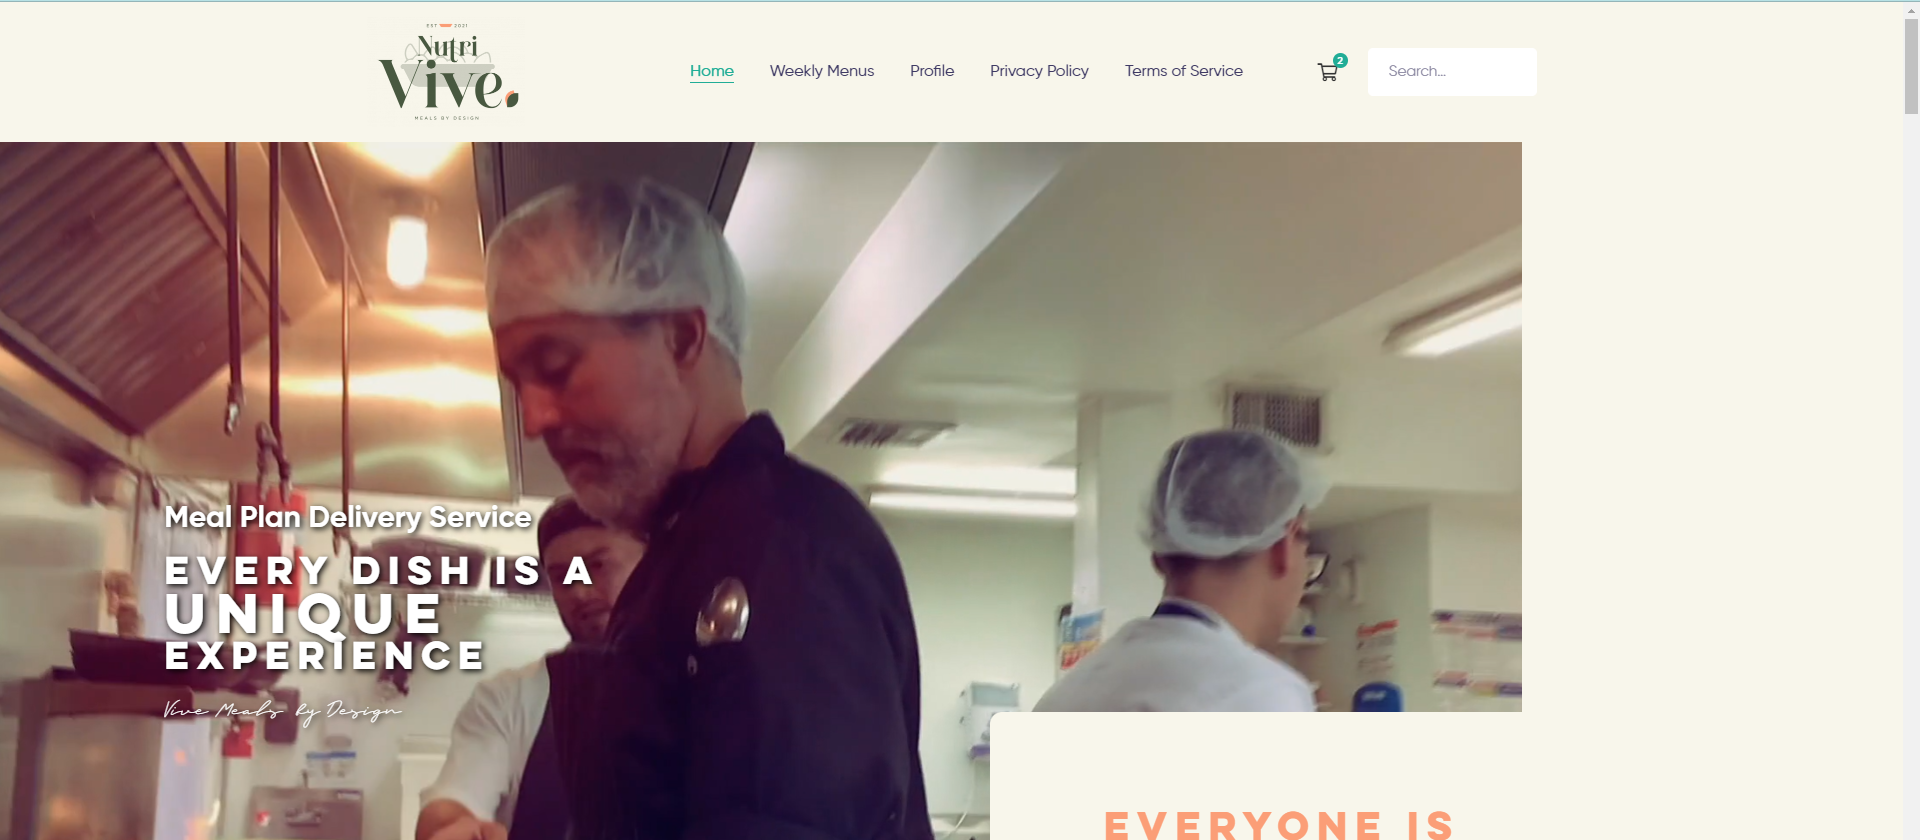 EST 2021
Nutri
Vive
MEALS BY DESIGN
Home Weekly Menus Profile Privacy Policy Terms of Service
2
Search...
Meal Plan Delivery Service
EVERY DISH IS A
UNIQUE
EXPERIENCE
Vive Meals by Design
EVERYONE IS